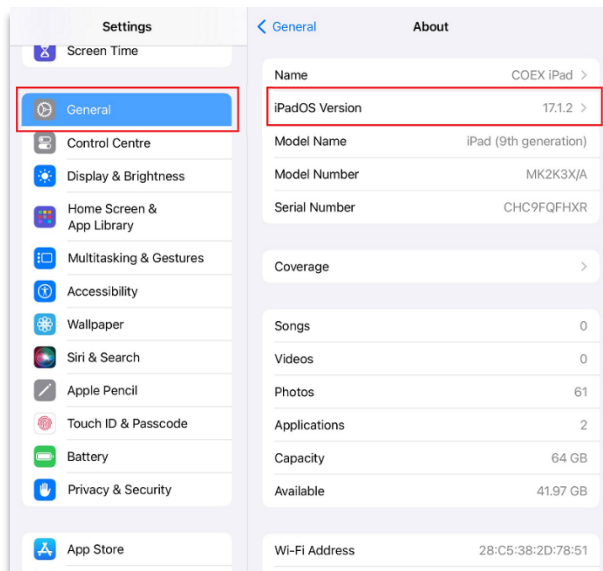 Settings
Screen Time
General
Control Centre
Display & Brightness
Home Screen &
App Library
Multitasking & Gestures
Accessibility
Wallpaper
Siri & Search
Apple Pencil
Touch ID & Passcode
Battery
Privacy & Security
App Store
General About
Name COEX iPad
iPadOS Version 17.1.2
Model Name iPad (9th generation)
Model Number MK2K3X/A
Serial Number CHC9FQFHXR
Coverage
Songs 0
Videos 0
Photos 61
Applications 2
Capacity 64 GB
Available 41.97 GB
Wi-Fi Address 28:C5:38:2D:78:51